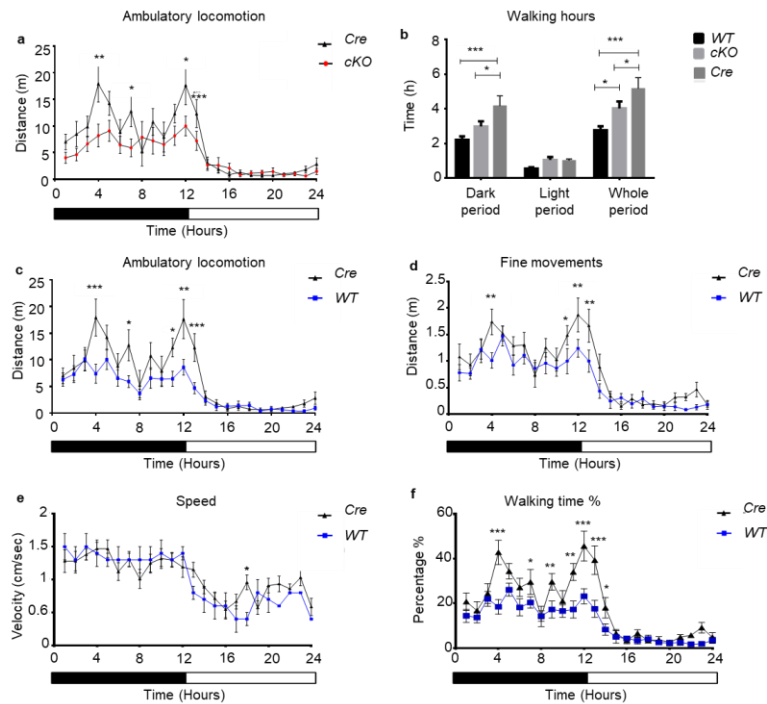 Ambulatory locomotion
a
Cre
cKO
Distance (m)
25
20
15
10
5
0
** * * ***
0 4 8 12 16 20 24
Time (Hours)
Walking hours
b
WT
cKO
Cre
Time (h)
8
6
4
2
0
*** * *** * *
Dark period
Light period
Whole period
Ambulatory locomotion
c
Cre
WT
Distance (m)
25
20
15
10
5
0
*** * * ** ***
0 4 8 12 16 20 24
Time (Hours)
Fine movements
d
Cre
WT
Distance (m)
2.5
2
1.5
1
0.5
0
** * ** **
0 4 8 12 16 20 24
Time (Hours)
Speed
e
Cre
WT
Velocity (cm/sec)
2
1.5
1
0.6
0
*
0 4 8 12 16 20 24
Time (Hours)
Walking time %
f
Cre
WT
Percentage %
60
40
20
0
*** * ** ** *** *** *
0 4 8 12 16 20 24
Time (Hours)